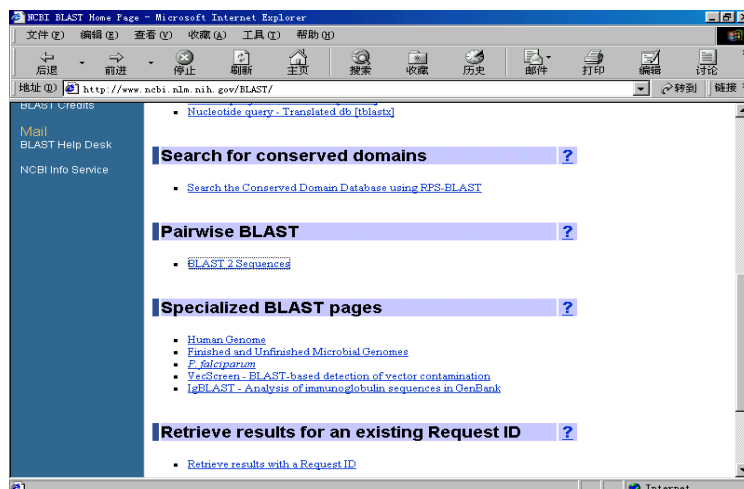 NCBI BLAST Home Page - Microsoft Internet Explorer
文件(F) 编辑(E) 查看(V) 收藏(A) 工具(T) 帮助(H)
后退 前进 停止 刷新 主页 搜索 收藏 历史 邮件 打印 编辑 讨论
地址(D) http://www.ncbi.nlm.nih.gov/BLAST/ 转到 链接
BLAST Credits
Mail
BLAST Help Desk
NCBI Info Service
Nucleotide query - Translated db [tblastx]
Search for conserved domains ?
Search the Conserved Domain Database using RPS-BLAST
Pairwise BLAST ?
BLAST 2 Sequences
Specialized BLAST pages ?
Human Genome
Finished and Unfinished Microbial Genomes
P. falciparum
VecScreen - BLAST-based detection of vector contamination
IgBLAST - Analysis of immunoglobulin sequences in GenBank
Retrieve results for an existing Request ID ?
Retrieve results with a Request ID
Internet